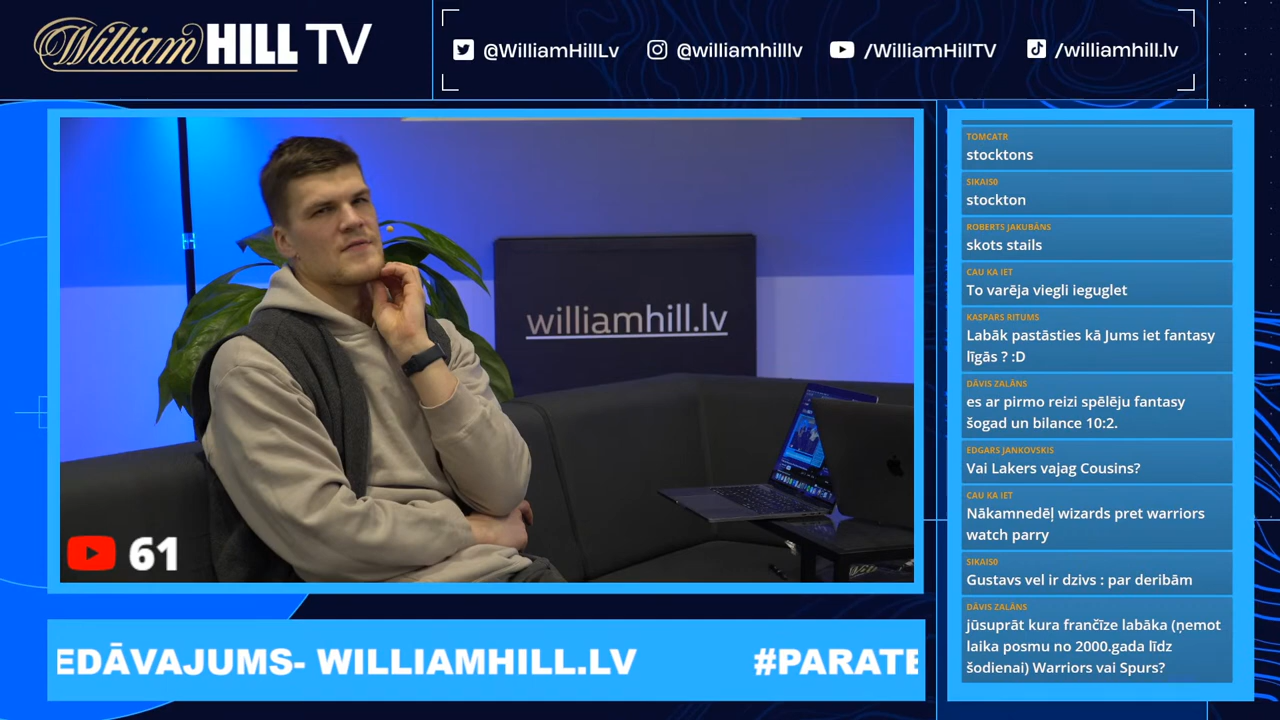 William HILL TV
@WilliamHillLv
@williamhilllv
/WilliamHillTV
/williamhill.lv
williamhill.lv
61
EDĀVAJUMS- WILLIAMHILL.LV
#PARATE
TOMCATR
stocktons
SIKAIS0
stockton
ROBERTS JAKUBĀNS
skots stails
CAU KA IET
To varēja viegli ieguglet
KASPARS RITUMS
Labāk pastāsties kā Jums iet fantasy
līgās ? :D
DĀVIS ZALĀNS
es ar pirmo reizi spēlēju fantasy
šogad un bilance 10:2.
EDGARS JANKOVSKIS
Vai Lakers vajag Cousins?
CAU KA IET
Nākamnedēļ wizards pret warriors
watch parry
SIKAIS0
Gustavs vel ir dzivs : par deribām
DĀVIS ZALĀNS
jūsuprāt kura frančīze labāka (ņemot
laika posmu no 2000.gada līdz
šodienai) Warriors vai Spurs?